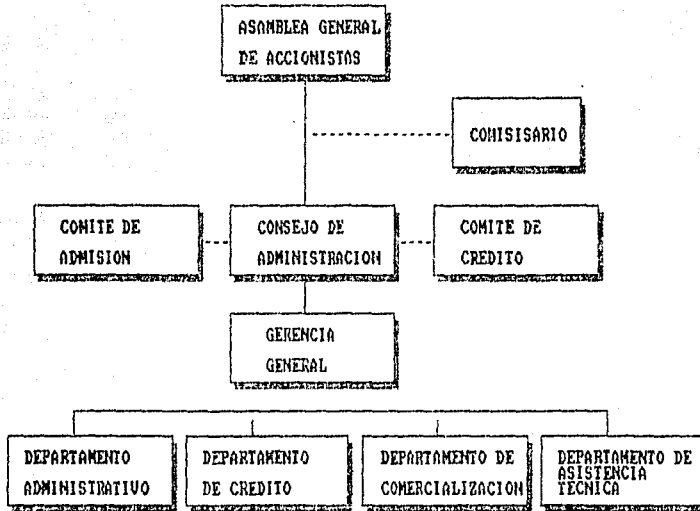 ASAMBLEA GENERAL
DE ACCIONISTAS
COMISISARIO
COMITE DE
ADMISION
CONSEJO DE
ADMINISTRACION
COMITE DE
CREDITO
GERENCIA
GENERAL
DEPARTAMENTO
ADMINISTRATIVO
DEPARTAMENTO
DE CREDITO
DEPARTAMENTO DE
COMERCIALIZACION
DEPARTAMENTO DE
ASISTENCIA
TECNICA